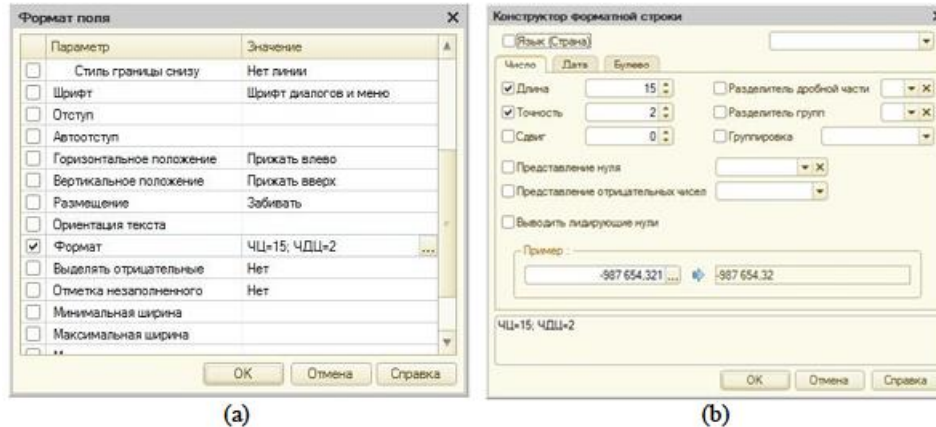 Формат поля
Параметр Значение
Стиль границы снизу Нет линии
Шрифт Шрифт диалогов и меню
Отступ
Автоотступ
Горизонтальное положение Прижать влево
Вертикальное положение Прижать вверх
Размещение Забивать
Ориентация текста
Формат ЧЦ=15; ЧДЦ=2 ...
Выделять отрицательные Нет
Отметка незаполненного Нет
Минимальная ширина
Максимальная ширина
OK Отмена Справка
(a)
Конструктор форматной строки
Язык (Страна)
Число Дата Булево
Длина 15 Разделитель дробной части
Точность 2 Разделитель групп
Сдвиг 0 Группировка
Представление нуля
Представление отрицательных чисел
Выводить лидирующие нули
Пример :
-987 654,321 ... -987 654,32
ЧЦ=15; ЧДЦ=2
OK Отмена Справка
(b)